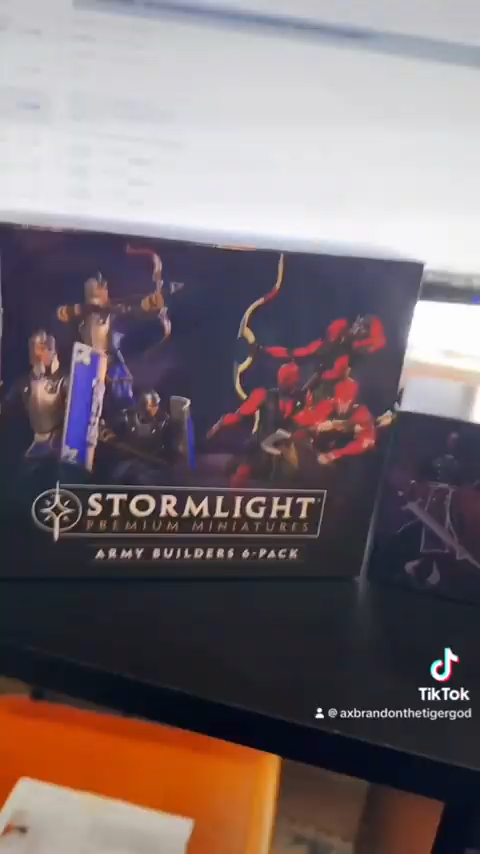 STORMLIGHT
PREMIUM MINIATURES
ARMY BUILDERS 6-PACK
TikTok
@ axbrandonthetigergod